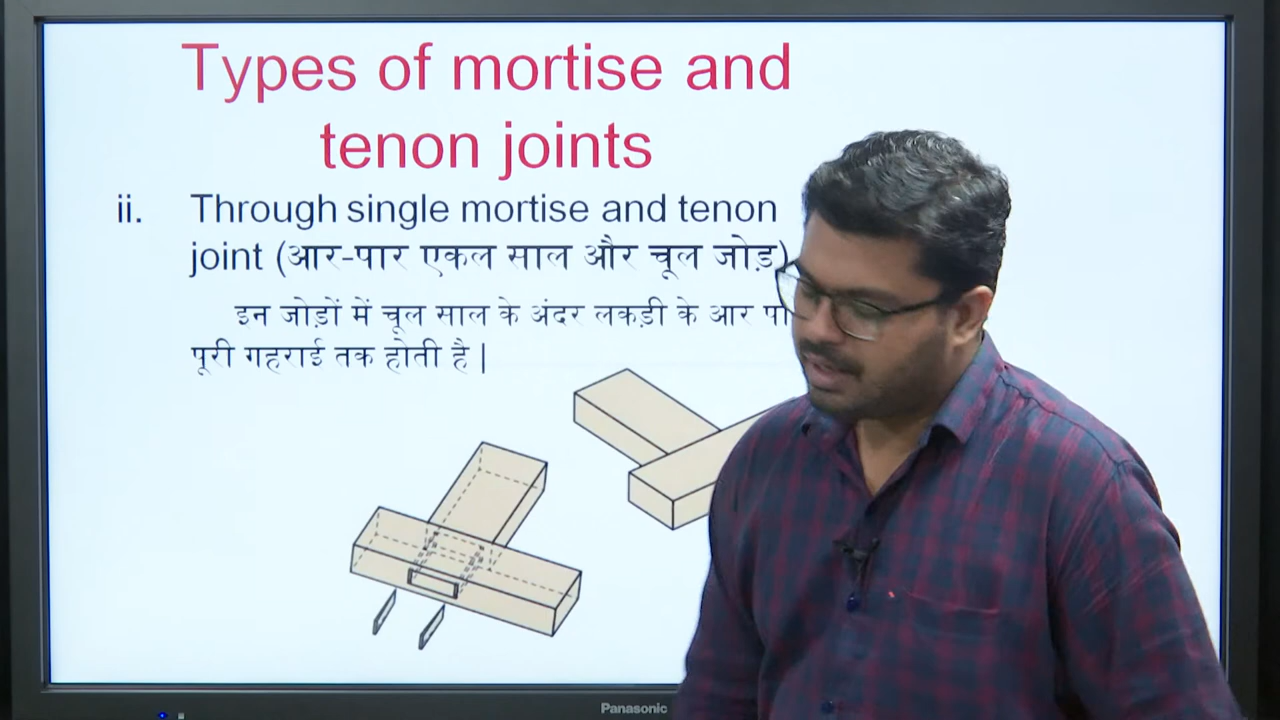 Types of mortise and
tenon joints
ii. Through single mortise and tenon
joint (आर-पार एकल साल और चूल जोड़)
इन जोड़ों में चूल साल के अंदर लकड़ी के आर
पूरी गहराई तक होती है |
Panasonic